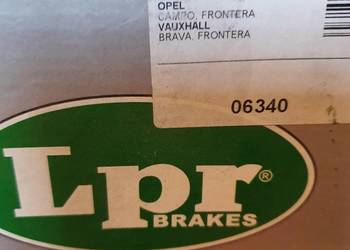 OPEL
CAMPO, FRONTERA
VAUXHALL
BRAVA, FRONTERA
06340
Lpr®
BRAKES